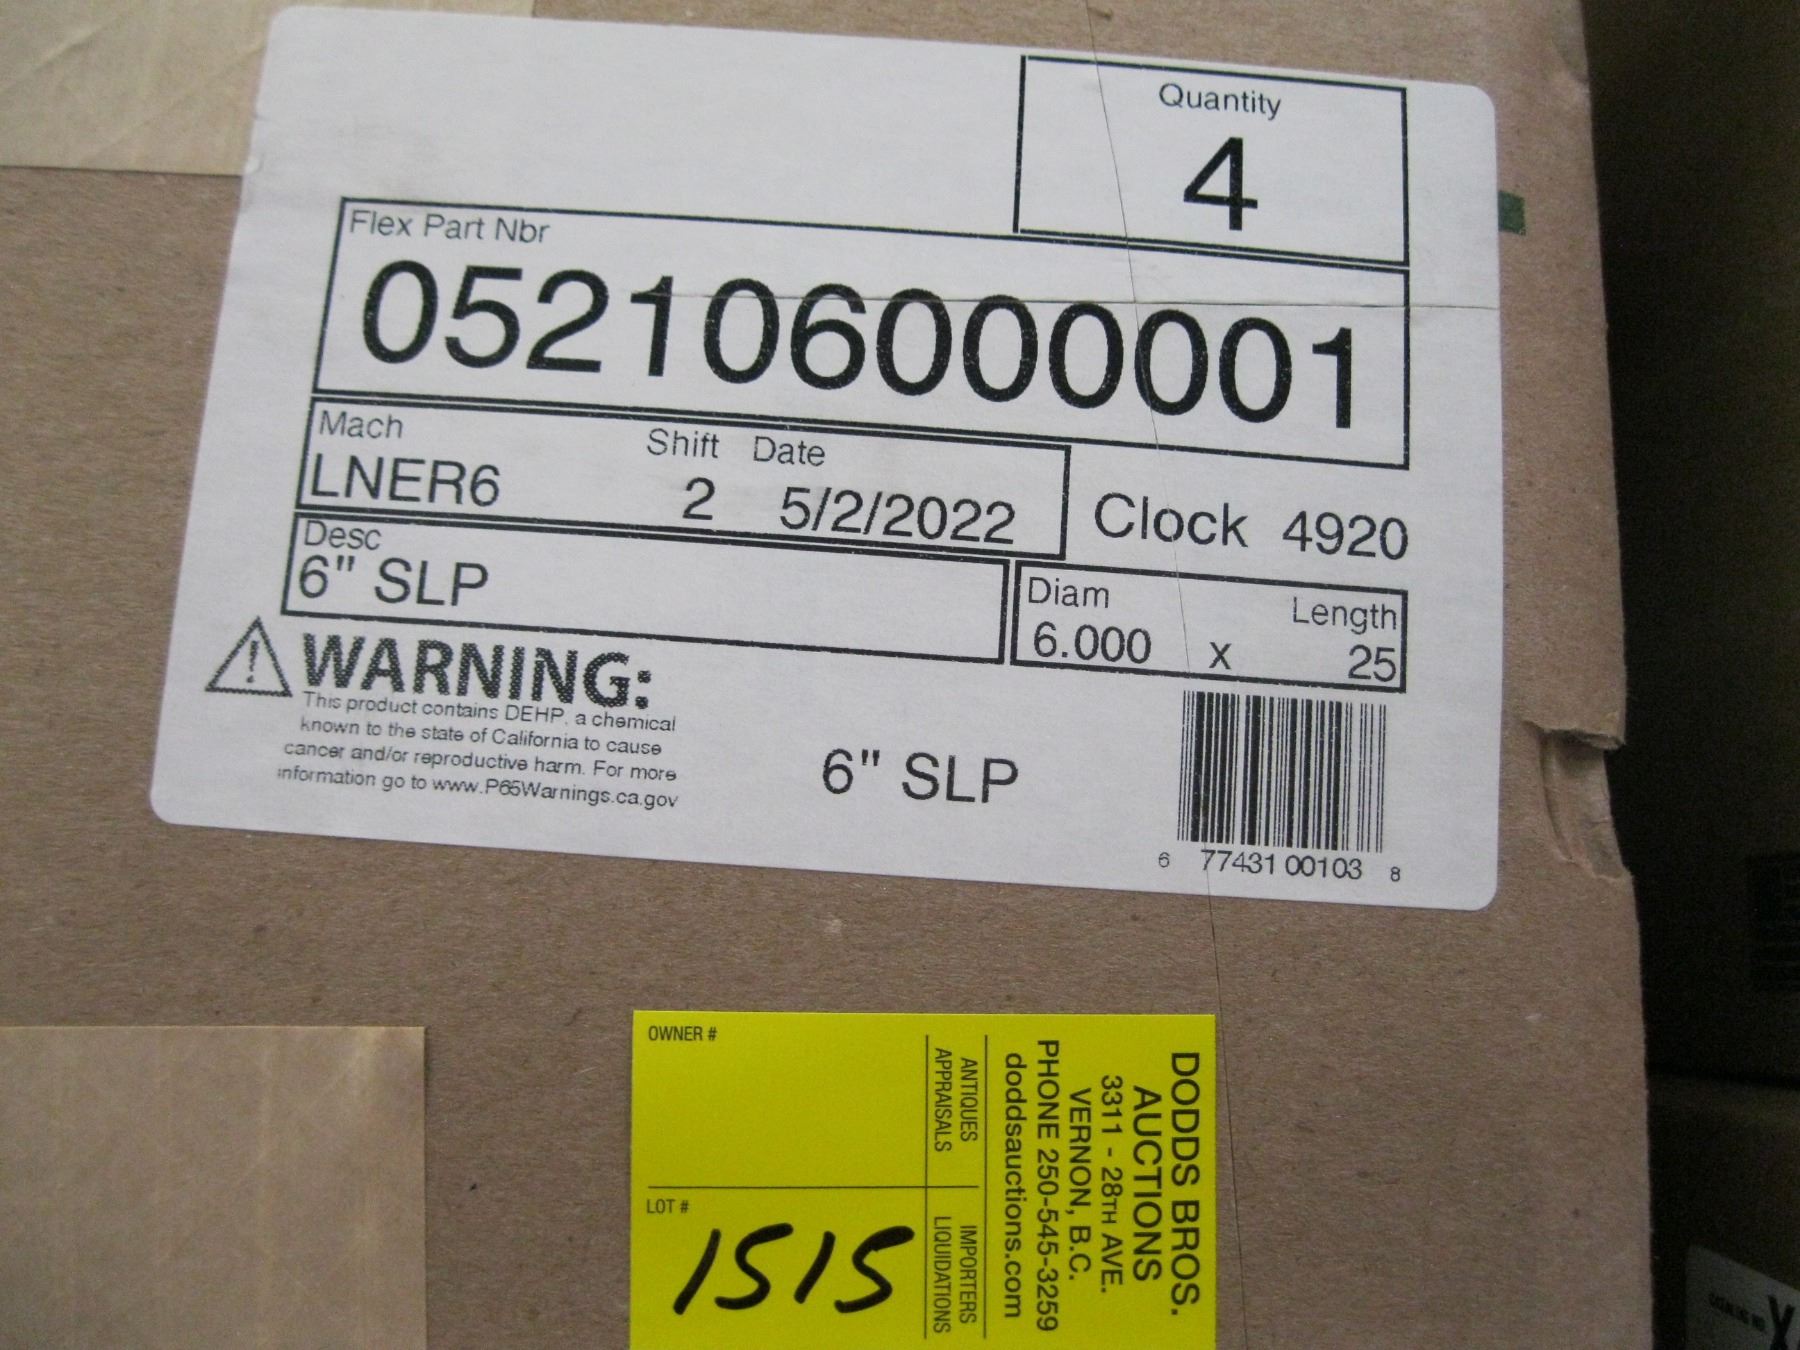 Quantity
4
Flex Part Nbr
052106000001
Mach Shift Date
LNER6 2 5/2/2022
Clock 4920
Desc
6" SLP
Diam Length
6.000 x 25
WARNING:
This product contains DEHP, a chemical
known to the state of California to cause
cancer and/or reproductive harm. For more
information go to www.P65Warnings.ca.gov
6" SLP
6 77431 00103 8
OWNER #
LOT #
1515
DODDS BROS.
AUCTIONS
3311 - 28TH AVE.
VERNON, B.C.
PHONE 250-545-3259
doddsauctions.com
ANTIQUES IMPORTERS
APPRAISALS LIQUIDATIONS